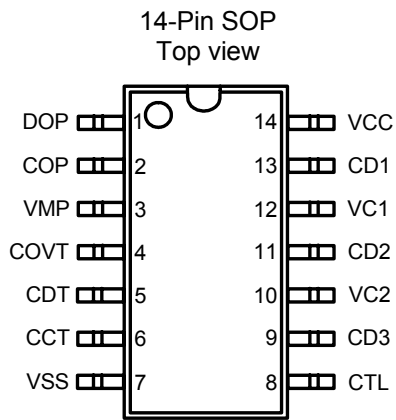 14-Pin SOP
Top view
DOP 1 14 VCC
COP 2 13 CD1
VMP 3 12 VC1
COVT 4 11 CD2
CDT 5 10 VC2
CCT 6 9 CD3
VSS 7 8 CTL